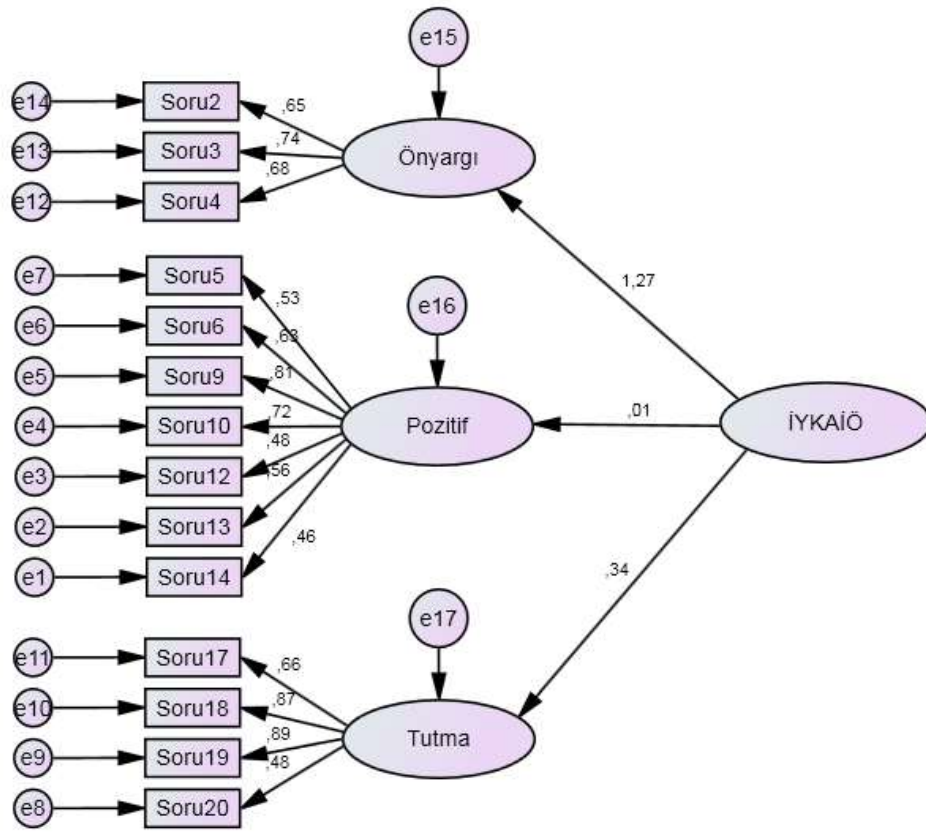 e15
e14 Soru2 ,65
e13 Soru3 ,74 Önyargı
e12 Soru4 ,68
1,27
e7 Soru5 ,53
e16
e6 Soru6 ,63
e5 Soru9 ,81
e4 Soru10 ,72 Pozitif ,01 İYKAİÖ
e3 Soru12 ,48
e2 Soru13 ,56
e1 Soru14 ,46
,34
e17
e11 Soru17 ,66
e10 Soru18 ,87
Tutma
e9 Soru19 ,89
e8 Soru20 ,48